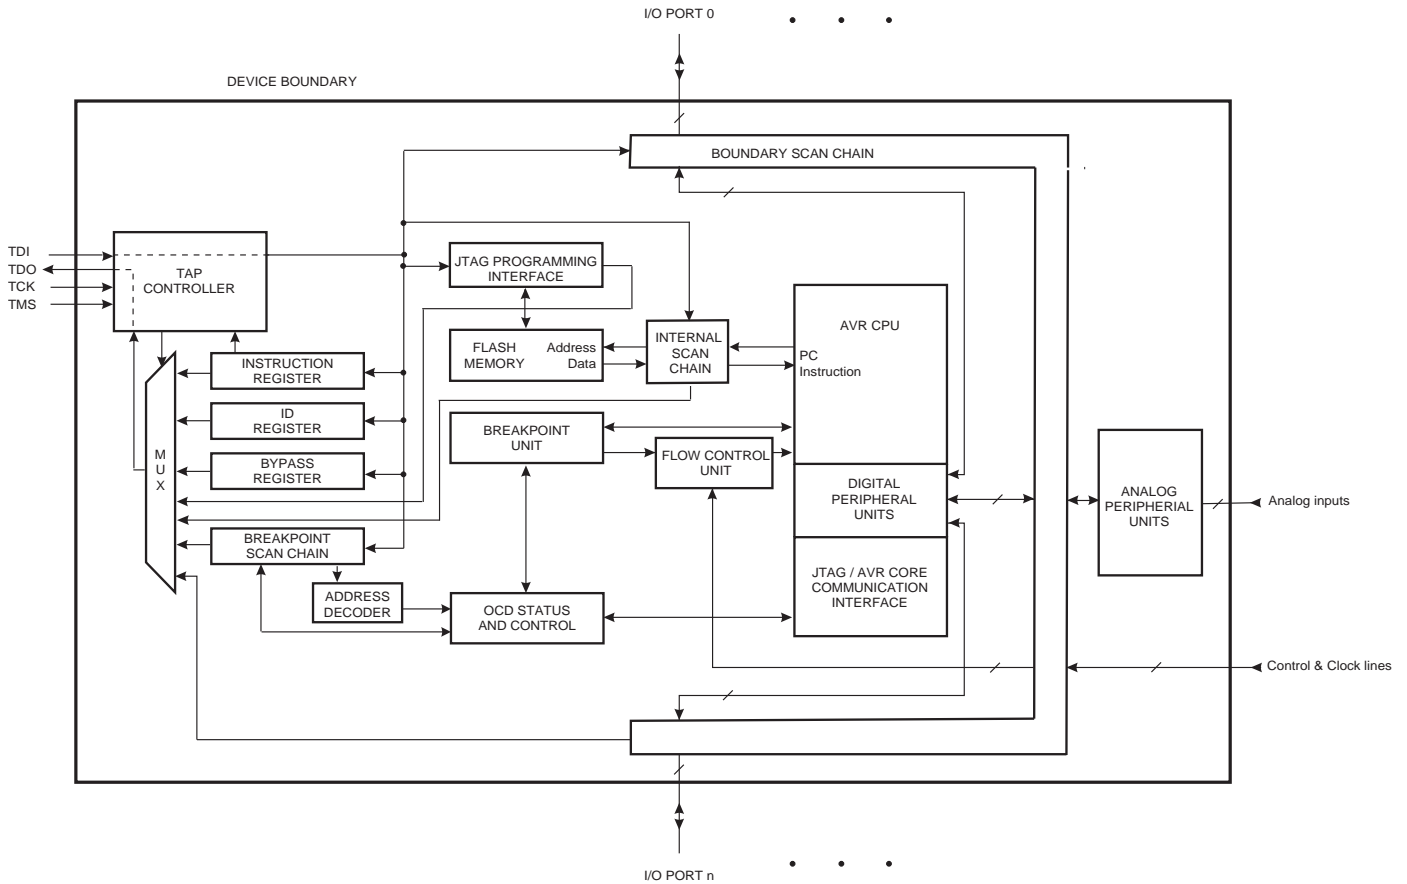 I/O PORT 0
DEVICE BOUNDARY
BOUNDARY SCAN CHAIN
TDI
TDO
TCK
TMS
TAP
CONTROLLER
JTAG PROGRAMMING
INTERFACE
FLASH
MEMORY
Address
Data
INTERNAL
SCAN
CHAIN
AVR CPU
PC
Instruction
INSTRUCTION
REGISTER
ID
REGISTER
BYPASS
REGISTER
M
U
X
BREAKPOINT
UNIT
FLOW CONTROL
UNIT
DIGITAL
PERIPHERAL
UNITS
ANALOG
PERIPHERIAL
UNITS
Analog inputs
BREAKPOINT
SCAN CHAIN
ADDRESS
DECODER
OCD STATUS
AND CONTROL
JTAG / AVR CORE
COMMUNICATION
INTERFACE
Control & Clock lines
I/O PORT n